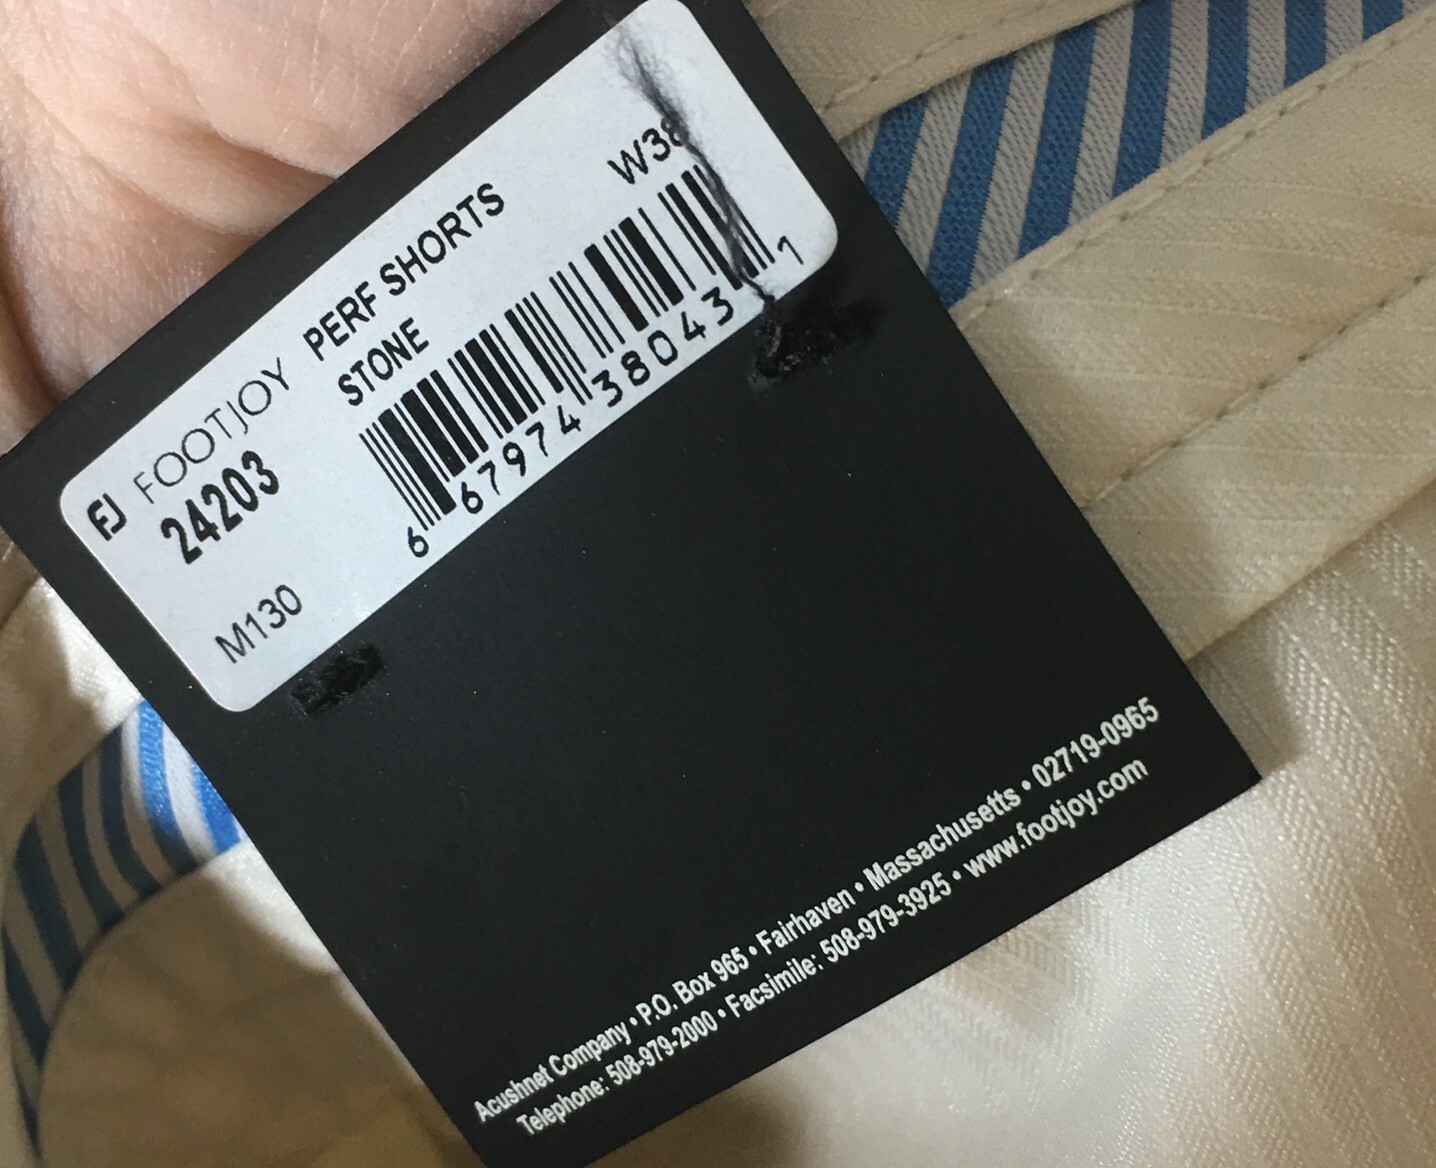 FJ FOOTJOY PERF SHORTS W38
24203 STONE
M130
6 67974 38043 1
Acushnet Company • P.O. Box 965 • Fairhaven • Massachusetts • 02719-0965
Telephone: 508-979-2000 • Facsimile: 508-979-3925 • www.footjoy.com